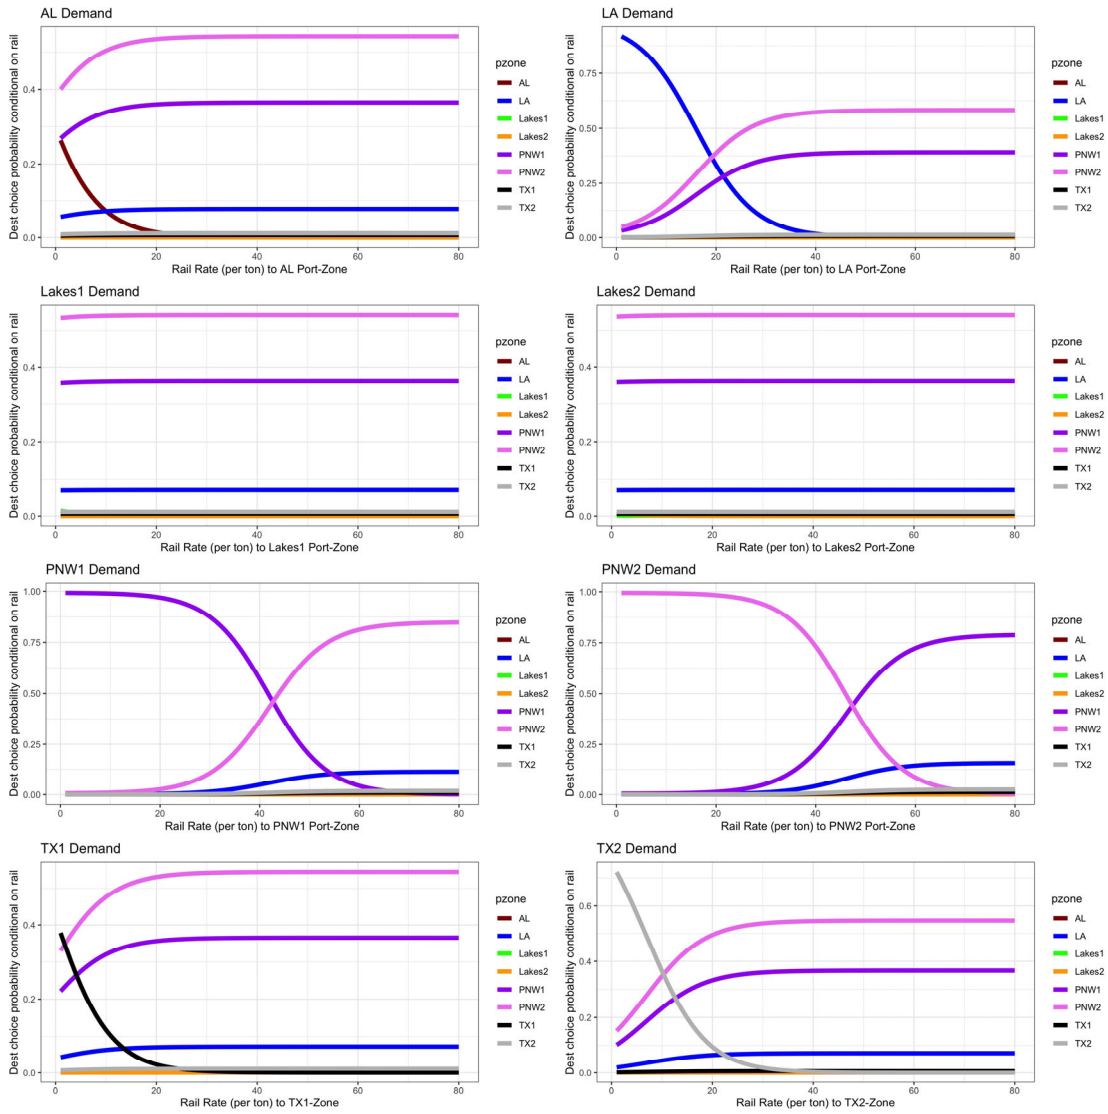 AL Demand
Dest choice probability conditional on rail
0.4
0.2
0.0
0
20
40
60
80
Rail Rate (per ton) to AL Port-Zone
pzone
AL
LA
Lakes1
Lakes2
PNW1
PNW2
TX1
TX2
LA Demand
Dest choice probability conditional on rail
0.75
0.50
0.25
0.00
0
20
40
60
80
Rail Rate (per ton) to LA Port-Zone
pzone
AL
LA
Lakes1
Lakes2
PNW1
PNW2
TX1
TX2
Lakes1 Demand
Dest choice probability conditional on rail
0.4
0.2
0.0
0
20
40
60
80
Rail Rate (per ton) to Lakes1 Port-Zone
pzone
AL
LA
Lakes1
Lakes2
PNW1
PNW2
TX1
TX2
Lakes2 Demand
Dest choice probability conditional on rail
0.4
0.2
0.0
0
20
40
60
80
Rail Rate (per ton) to Lakes2 Port-Zone
pzone
AL
LA
Lakes1
Lakes2
PNW1
PNW2
TX1
TX2
PNW1 Demand
Dest choice probability conditional on rail
1.00
0.75
0.50
0.25
0.00
0
20
40
60
80
Rail Rate (per ton) to PNW1 Port-Zone
pzone
AL
LA
Lakes1
Lakes2
PNW1
PNW2
TX1
TX2
PNW2 Demand
Dest choice probability conditional on rail
1.00
0.75
0.50
0.25
0.00
0
20
40
60
80
Rail Rate (per ton) to PNW2 Port-Zone
pzone
AL
LA
Lakes1
Lakes2
PNW1
PNW2
TX1
TX2
TX1 Demand
Dest choice probability conditional on rail
0.4
0.2
0.0
0
20
40
60
80
Rail Rate (per ton) to TX1-Zone
pzone
AL
LA
Lakes1
Lakes2
PNW1
PNW2
TX1
TX2
TX2 Demand
Dest choice probability conditional on rail
0.6
0.4
0.2
0.0
0
20
40
60
80
Rail Rate (per ton) to TX2-Zone
pzone
AL
LA
Lakes1
Lakes2
PNW1
PNW2
TX1
TX2